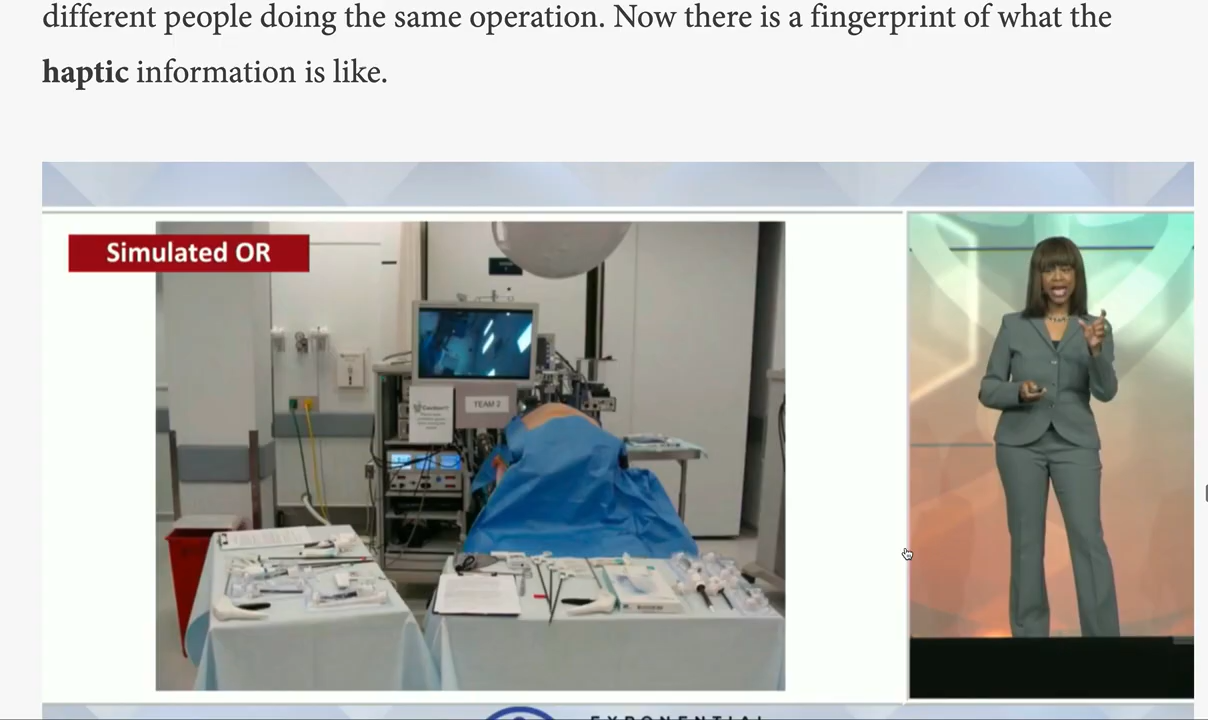 different people doing the same operation. Now there is a fingerprint of what the
haptic information is like.
Simulated OR
TEAM 2
EXPONENTIAL